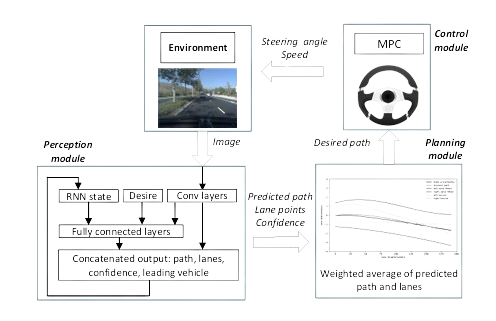 Environment
Steering angle
Speed
MPC
Control
module
Perception
module
Image
Desired path
Planning
module
RNN state
Desire
Conv layers
Fully connected layers
Concatenated output: path, lanes,
confidence, leading vehicle
Predicted path
Lane points
Confidence
Weighted average of predicted
path and lanes